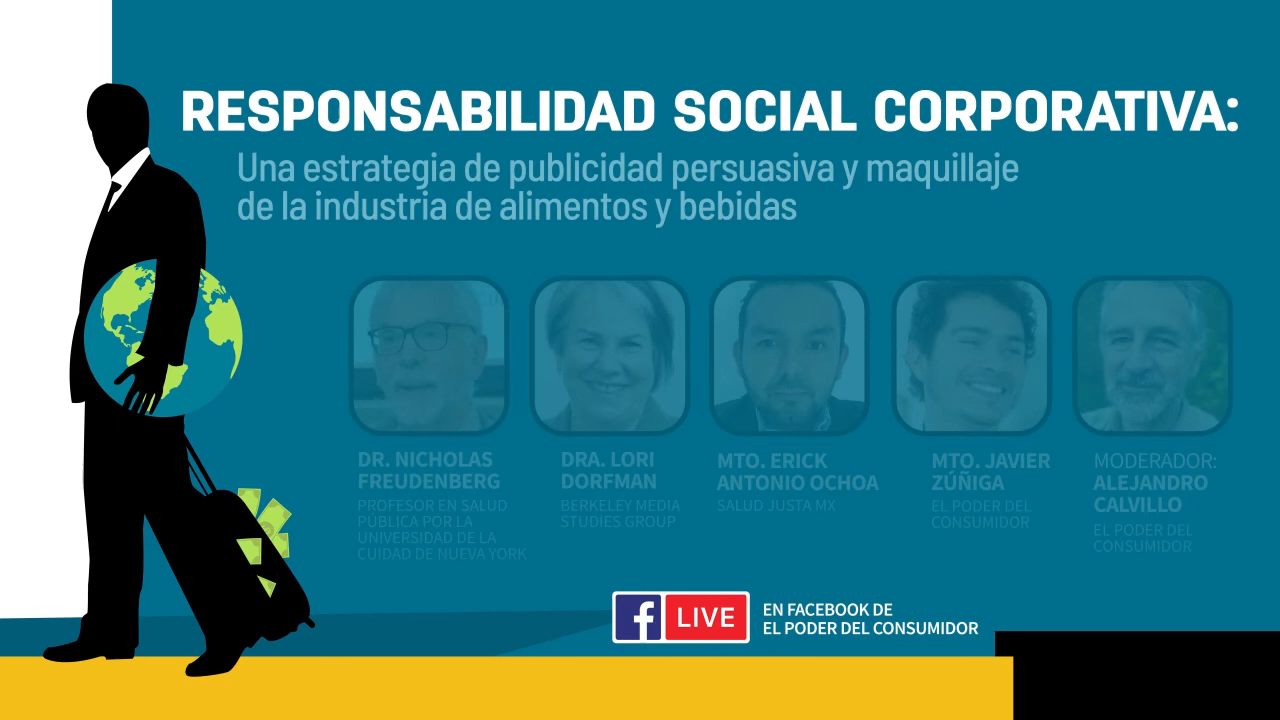 RESPONSABILIDAD SOCIAL CORPORATIVA:
Una estrategia de publicidad persuasiva y maquillaje
de la industria de alimentos y bebidas
DR. NICHOLAS
FREUDENBERG
PROFESOR EN SALUD
PÚBLICA POR LA
UNIVERSIDAD DE LA
CUIDAD DE NUEVA YORK
DRA. LORI
DORFMAN
BERKELEY MEDIA
STUDIES GROUP
MTO. ERICK
ANTONIO OCHOA
SALUD JUSTA MX
MTO. JAVIER
ZÚÑIGA
EL PODER DEL
CONSUMIDOR
MODERADOR:
ALEJANDRO
CALVILLO
EL PODER DEL
CONSUMIDOR
f LIVE
EN FACEBOOK DE
EL PODER DEL CONSUMIDOR